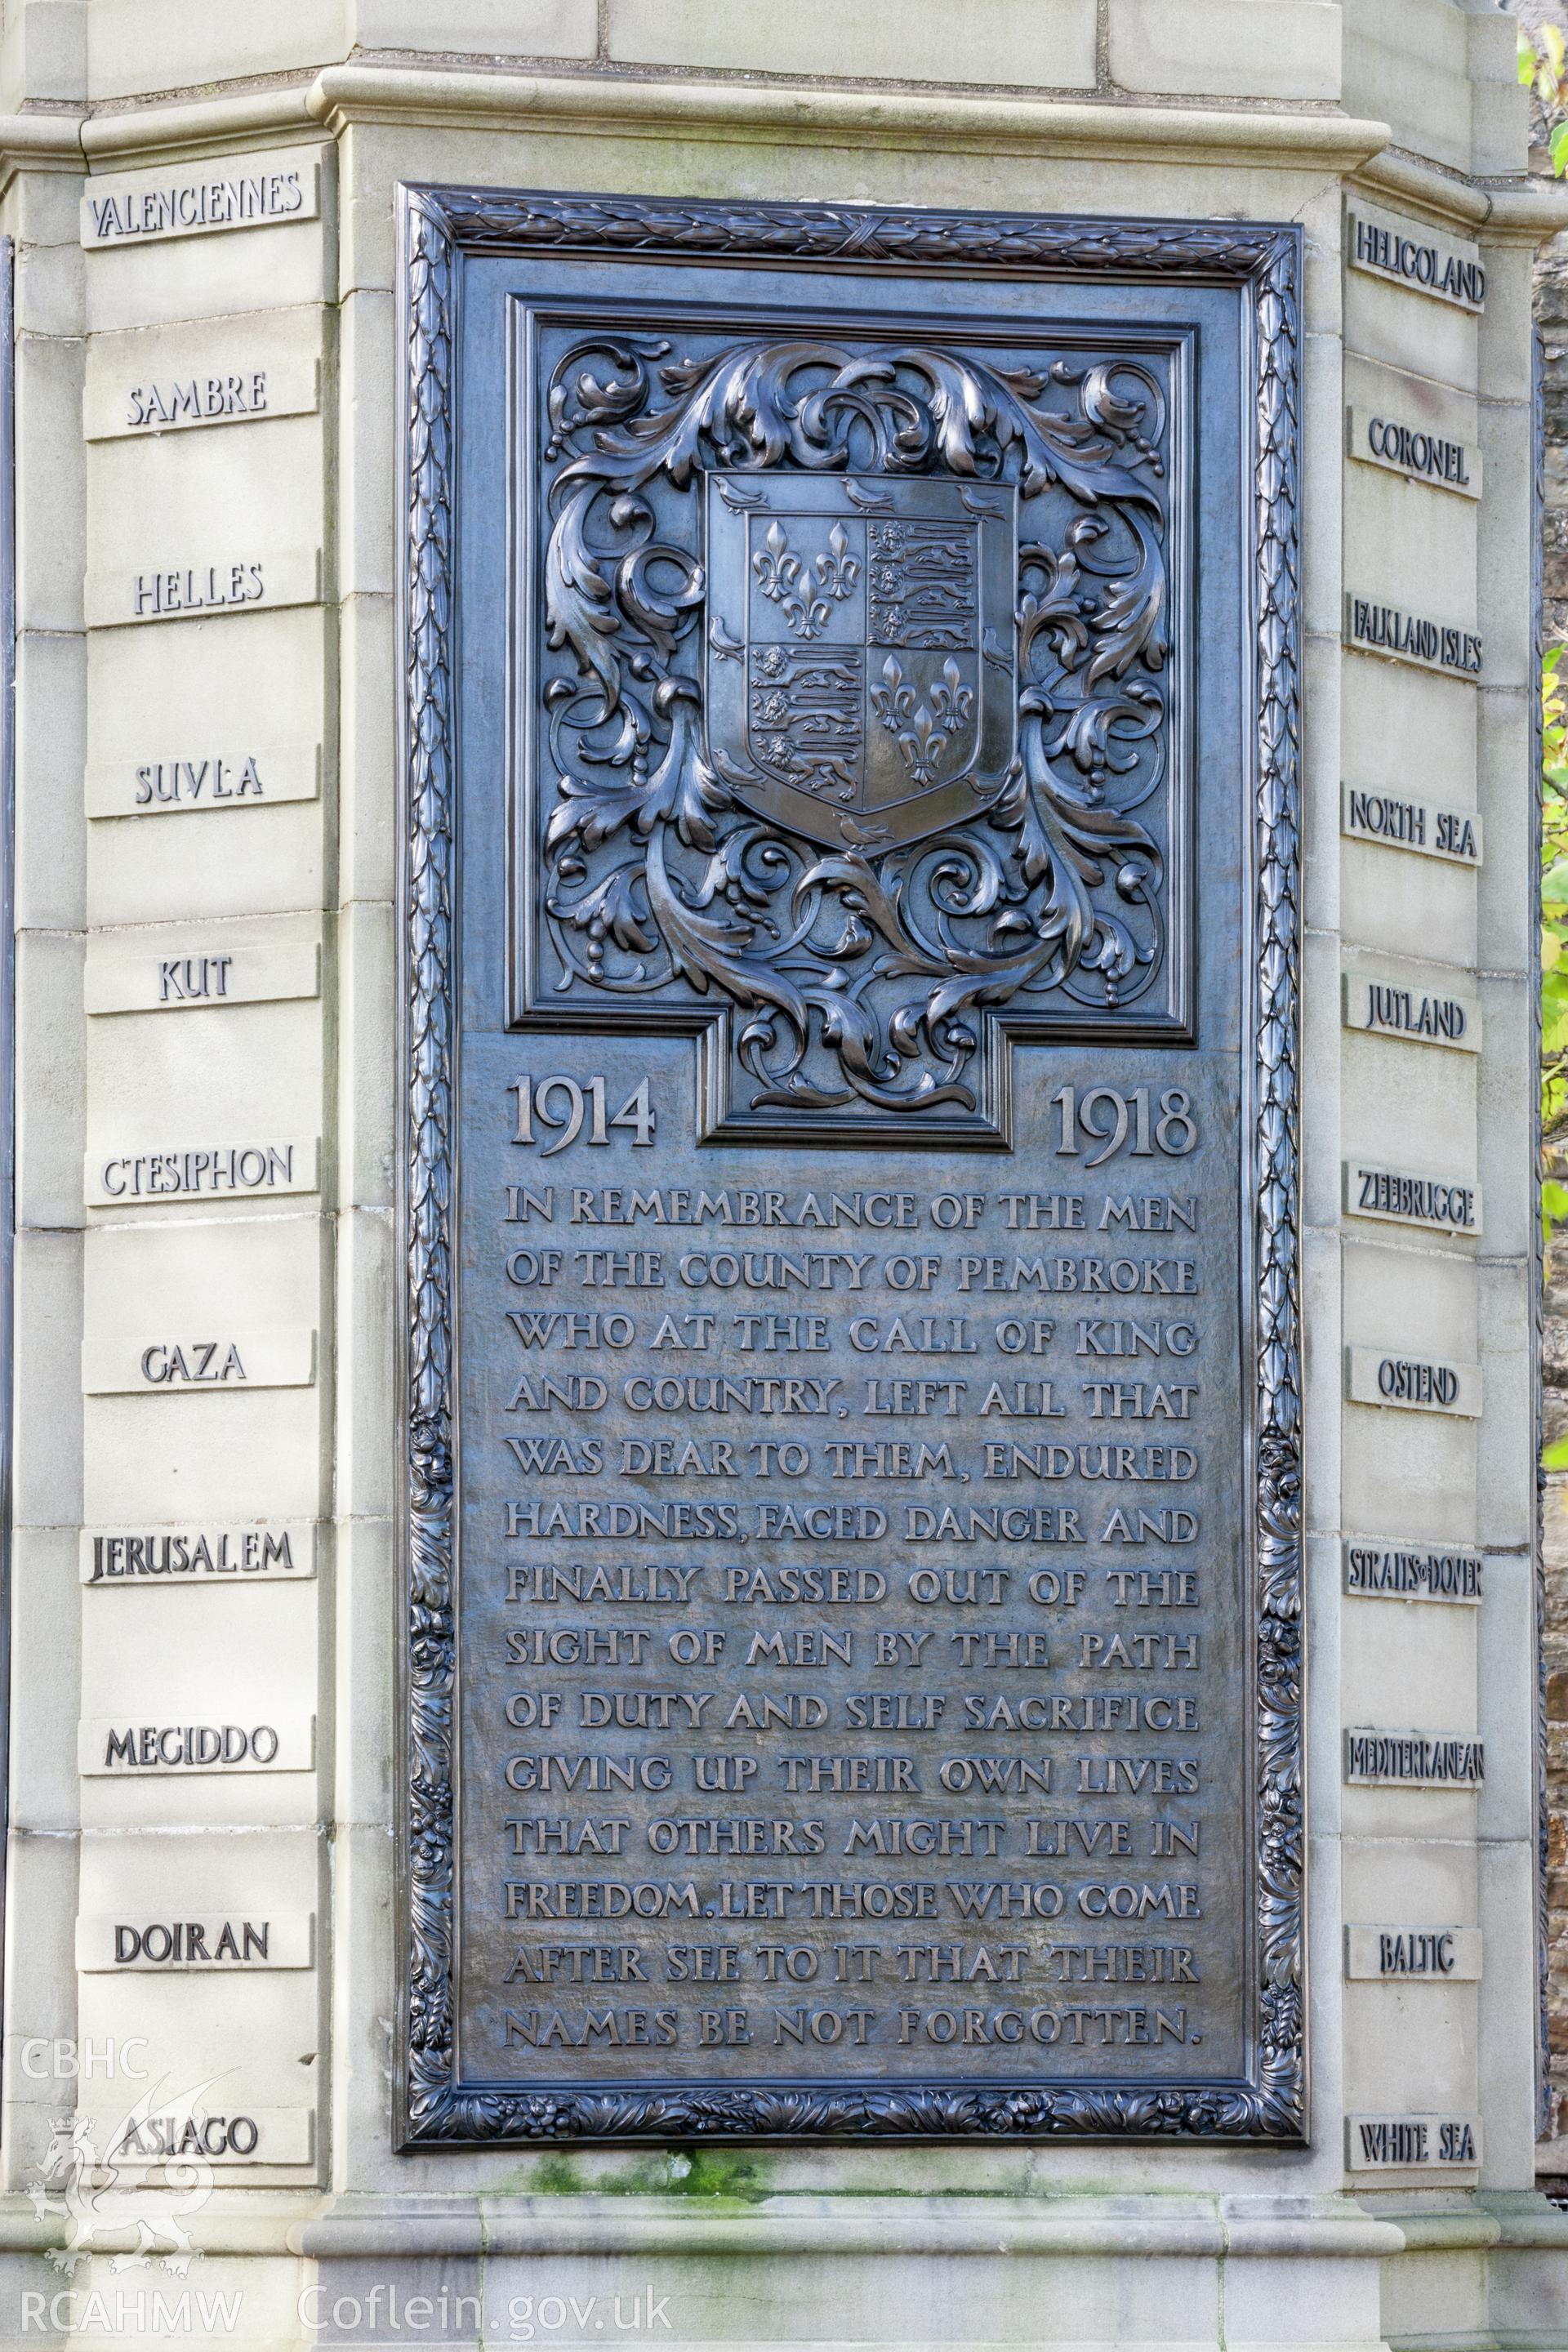 VALENCIENNES
SAMBRE
HELLES
SUVLA
KUT
CTESIPHON
GAZA
JERUSALEM
MEGIDDO
DOIRAN
ASIAGO
1914 1918
IN REMEMBRANCE OF THE MEN
OF THE COUNTY OF PEMBROKE
WHO AT THE CALL OF KING
AND COUNTRY, LEFT ALL THAT
WAS DEAR TO THEM, ENDURED
HARDNESS, FACED DANGER AND
FINALLY PASSED OUT OF THE
SIGHT OF MEN BY THE PATH
OF DUTY AND SELF SACRIFICE
GIVING UP THEIR OWN LIVES
THAT OTHERS MIGHT LIVE IN
FREEDOM. LET THOSE WHO COME
AFTER SEE TO IT THAT THEIR
NAMES BE NOT FORGOTTEN.
HELIGOLAND
CORONEL
FALKLAND ISLES
NORTH SEA
JUTLAND
ZEEBRUGGE
OSTEND
STRAITS OF DOVER
MEDITERRANEAN
BALTIC
WHITE SEA
CBHC
RCAHMW
Coflein.gov.uk